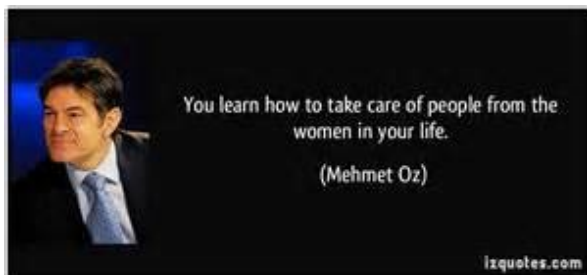 You learn how to take care of people from the
women in your life.
(Mehmet Oz)
izquotes.com